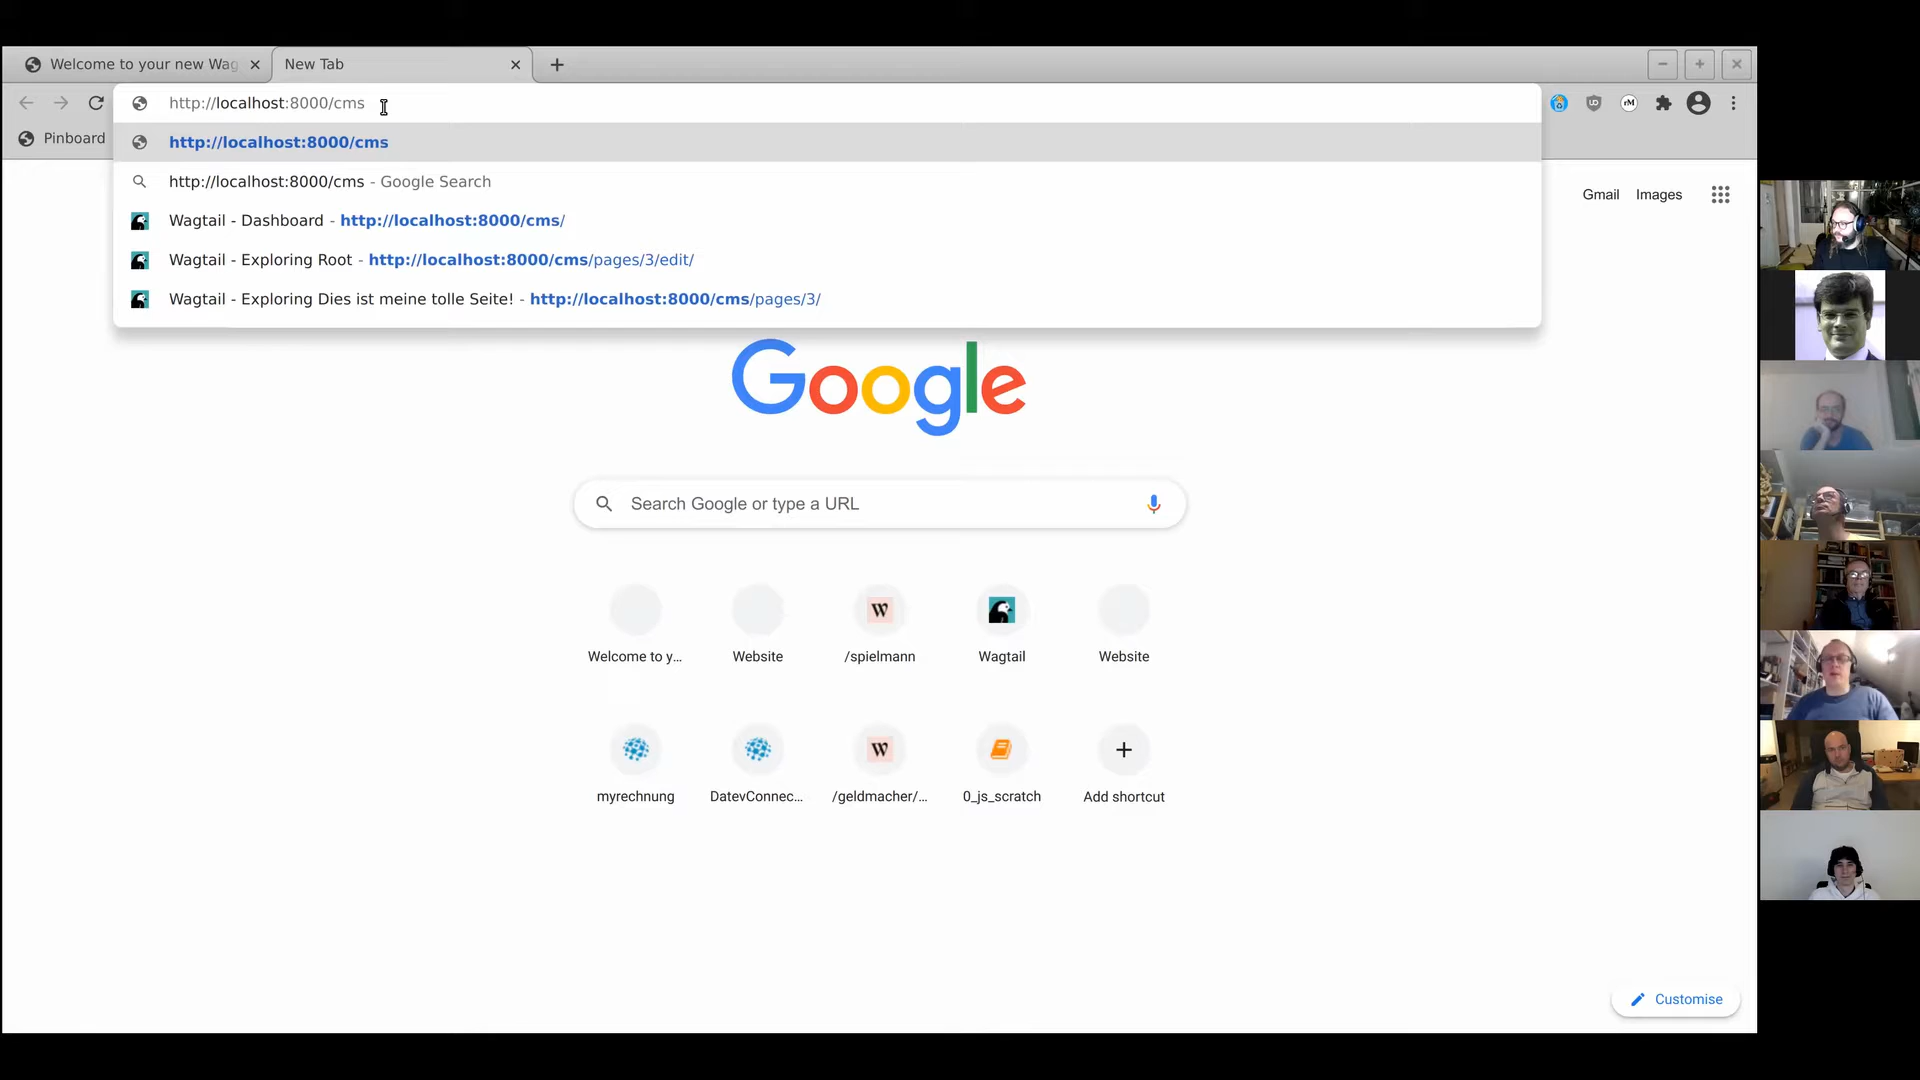 Welcome to your new Wag
New Tab
http://localhost:8000/cms
Pinboard
http://localhost:8000/cms
http://localhost:8000/cms - Google Search
Wagtail - Dashboard - http://localhost:8000/cms/
Wagtail - Exploring Root - http://localhost:8000/cms/pages/3/edit/
Wagtail - Exploring Dies ist meine tolle Seite! - http://localhost:8000/cms/pages/3/
Gmail Images
Google
Search Google or type a URL
W
Welcome to y... Website /spielmann Wagtail Website
W
myrechnung DatevConnec... /geldmacher/... 0_js_scratch Add shortcut
Customise